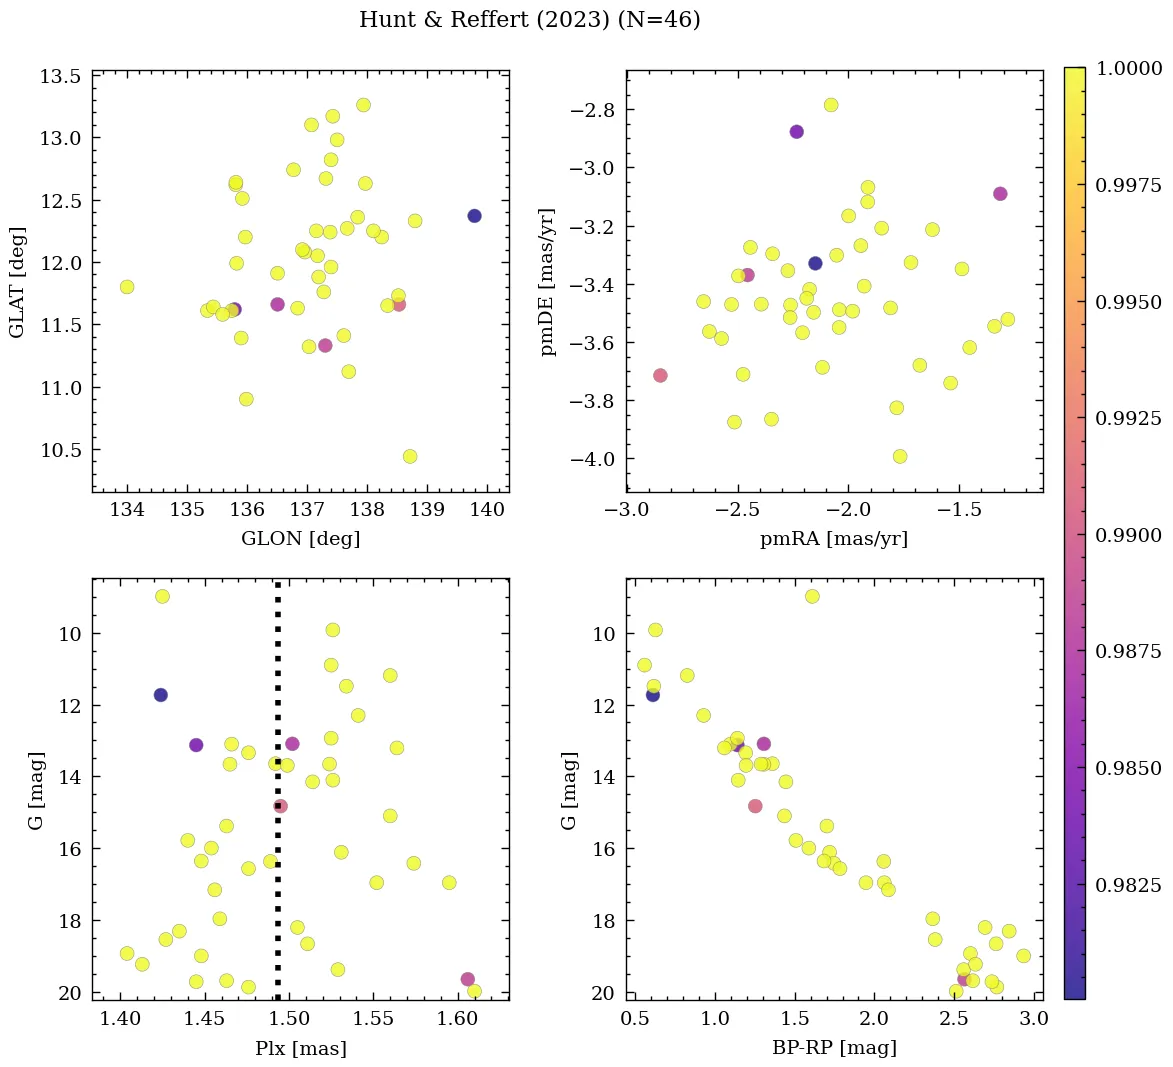 Hunt & Reffert (2023) (N=46)
13.5
13.0
12.5
12.0
11.5
11.0
10.5
GLAT [deg]
134 135 136 137 138 139 140
GLON [deg]
−2.8
−3.0
−3.2
−3.4
−3.6
−3.8
−4.0
pmDE [mas/yr]
−3.0 −2.5 −2.0 −1.5
pmRA [mas/yr]
10
12
14
16
18
20
G [mag]
1.40 1.45 1.50 1.55 1.60
Plx [mas]
10
12
14
16
18
20
G [mag]
0.5 1.0 1.5 2.0 2.5 3.0
BP-RP [mag]
1.0000
0.9975
0.9950
0.9925
0.9900
0.9875
0.9850
0.9825